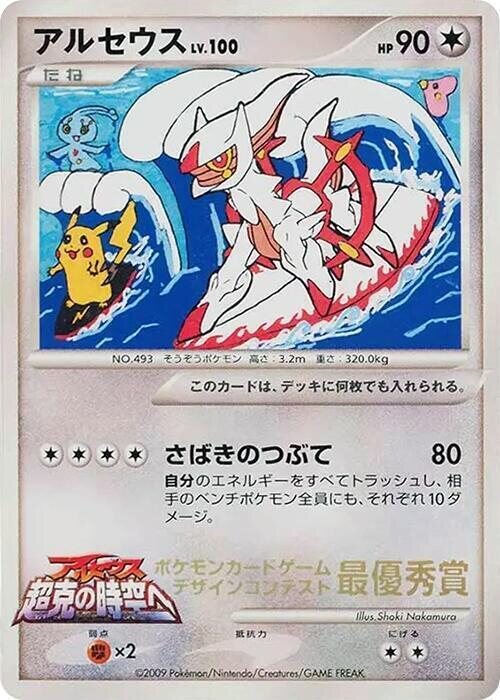 アルセウス LV.100 HP 90
たね
NO.493 そうぞうポケモン 高さ:3.2m 重さ:320.0kg
このカードは、デッキに何枚でも入れられる。
さばきのつぶて 80
自分のエネルギーをすべてトラッシュし、相
手のベンチポケモン全員にも、それぞれ10ダ
メージ。
アルセウス
超克の時空へ
ポケモンカードゲーム
デザインコンテスト 最優秀賞
Illus.Shoki Nakamura
弱点 抵抗力 にげる
×2
©2009 Pokémon/Nintendo/Creatures/GAME FREAK.